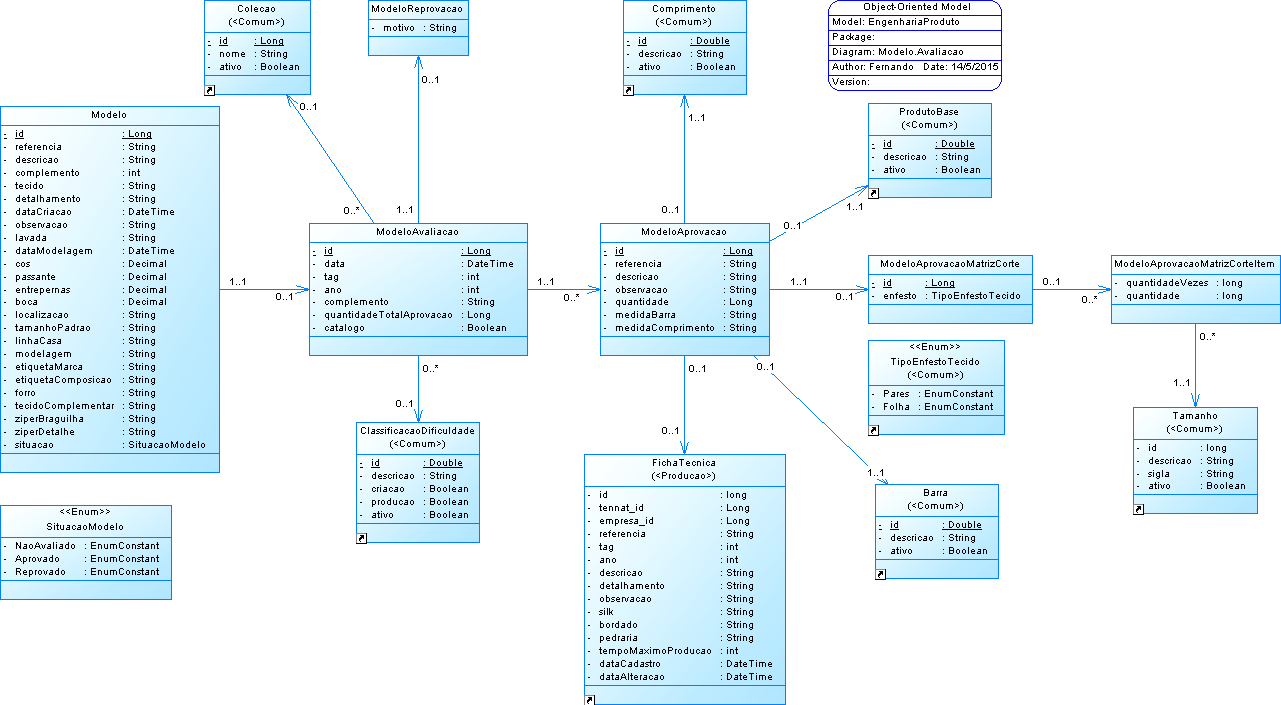 Colecao
(<Comum>)
- id : Long
- nome : String
- ativo : Boolean
ModeloReprovacao
- motivo : String
Comprimento
(<Comum>)
- id : Double
- descricao : String
- ativo : Boolean
Object-Oriented Model
Model: EngenhariaProduto
Package:
Diagram: Modelo.Avaliacao
Author: Fernando Date: 14/5/2015
Version:
ProdutoBase
(<Comum>)
- id : Double
- descricao : String
- ativo : Boolean
Modelo
- id : Long
- referencia : String
- descricao : String
- complemento : int
- tecido : String
- detalhamento : String
- dataCriacao : DateTime
- observacao : String
- lavada : String
- dataModelagem : DateTime
- cos : Decimal
- passante : Decimal
- entrepernas : Decimal
- boca : Decimal
- localizacao : String
- tamanhoPadrao : String
- linhaCasa : String
- modelagem : String
- etiquetaMarca : String
- etiquetaComposicao : String
- forro : String
- tecidoComplementar : String
- ziperBraguilha : String
- ziperDetalhe : String
- situacao : SituacaoModelo
0..1
0..*
0..1
1..1
1..1
0..1
0..1
1..1
1..1
0..1
ModeloAvaliacao
- id : Long
- data : DateTime
- tag : int
- ano : int
- complemento : String
- quantidadeTotalAprovacao : Long
- catalogo : Boolean
1..1
0..*
ModeloAprovacao
- id : Long
- referencia : String
- descricao : String
- observacao : String
- quantidade : Long
- medidaBarra : String
- medidaComprimento : String
1..1
0..1
ModeloAprovacaoMatrizCorte
- id : Long
- enfesto : TipoEnfestoTecido
0..1
0..*
ModeloAprovacaoMatrizCorteItem
- quantidadeVezes : long
- quantidade : long
<<Enum>>
TipoEnfestoTecido
(<Comum>)
- Pares : EnumConstant
- Folha : EnumConstant
0..*
1..1
Tamanho
(<Comum>)
- id : long
- descricao : String
- sigla : String
- ativo : Boolean
0..*
0..1
ClassificacaoDificuldade
(<Comum>)
- id : Double
- descricao : String
- criacao : Boolean
- producao : Boolean
- ativo : Boolean
0..1
0..1
FichaTecnica
(<Producao>)
- id : long
- tennat_id : Long
- empresa_id : Long
- referencia : String
- tag : int
- ano : int
- descricao : String
- detalhamento : String
- observacao : String
- silk : String
- bordado : String
- pedraria : String
- tempoMaximoProducao : int
- dataCadastro : DateTime
- dataAlteracao : DateTime
0..1
1..1
Barra
(<Comum>)
- id : Double
- descricao : String
- ativo : Boolean
<<Enum>>
SituacaoModelo
- NaoAvaliado : EnumConstant
- Aprovado : EnumConstant
- Reprovado : EnumConstant